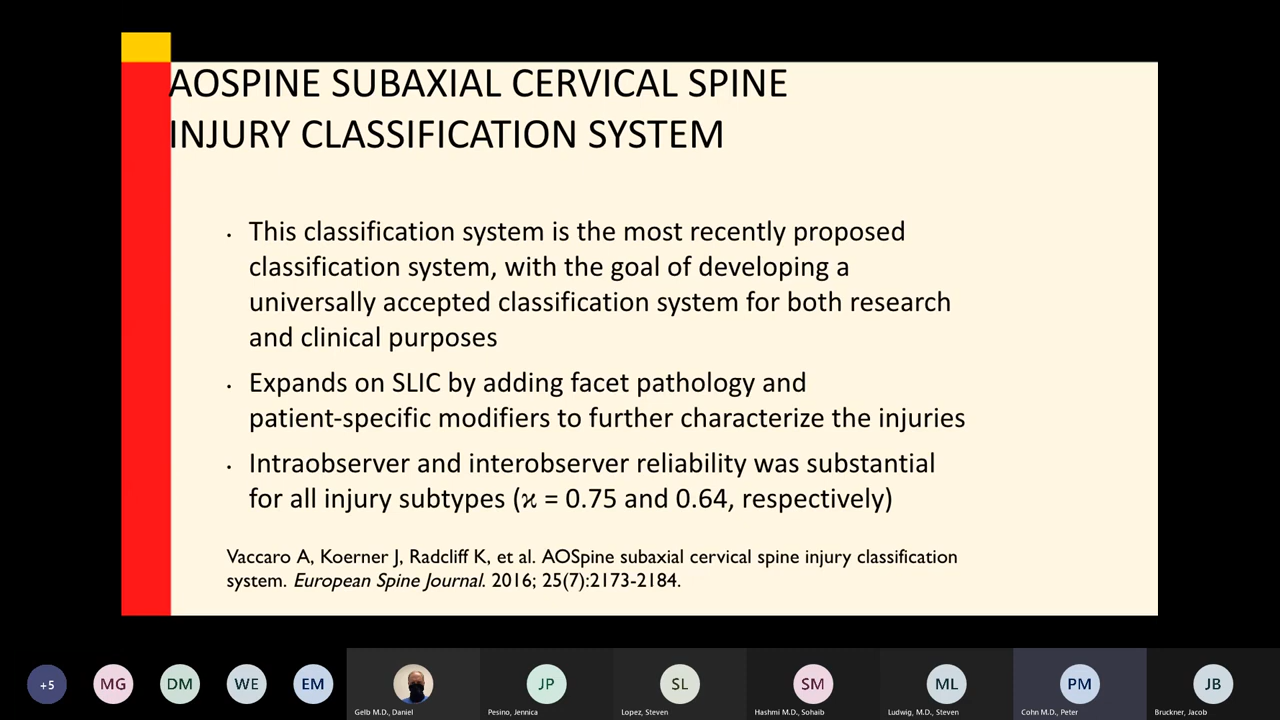 AOSPINE SUBAXIAL CERVICAL SPINE
INJURY CLASSIFICATION SYSTEM
• This classification system is the most recently proposed
classification system, with the goal of developing a
universally accepted classification system for both research
and clinical purposes
• Expands on SLIC by adding facet pathology and
patient-specific modifiers to further characterize the injuries
• Intraobserver and interobserver reliability was substantial
for all injury subtypes (ϰ = 0.75 and 0.64, respectively)
Vaccaro A, Koerner J, Radcliff K, et al. AOSpine subaxial cervical spine injury classification
system. European Spine Journal. 2016; 25(7):2173-2184.
+5 MG DM WE EM JP SL SM ML PM JB
Gelb M.D., Daniel Pesino, Jennica Lopez, Steven Hashmi M.D., Sohaib Ludwig, M.D., Steven Cohn M.D., Peter Bruckner, Jacob